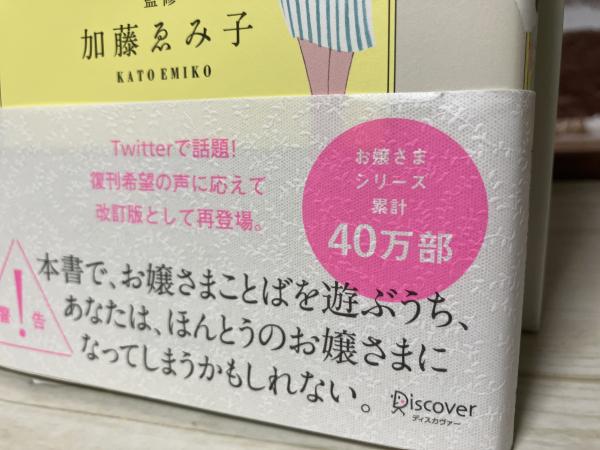 監修
加藤ゑみ子
KATO EMIKO
Twitterで話題!
復刊希望の声に応えて
改訂版として再登場。
お嬢さま
シリーズ
累計
40万部
警!告
本書で、お嬢さまことばを遊ぶうち、
あなたは、ほんとうのお嬢さまに
なってしまうかもしれない。
Discover
ディスカヴァー